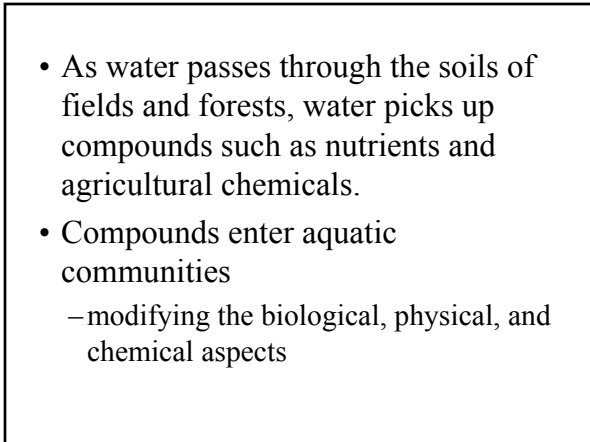 • As water passes through the soils of
fields and forests, water picks up
compounds such as nutrients and
agricultural chemicals.
• Compounds enter aquatic
communities
–modifying the biological, physical, and
chemical aspects